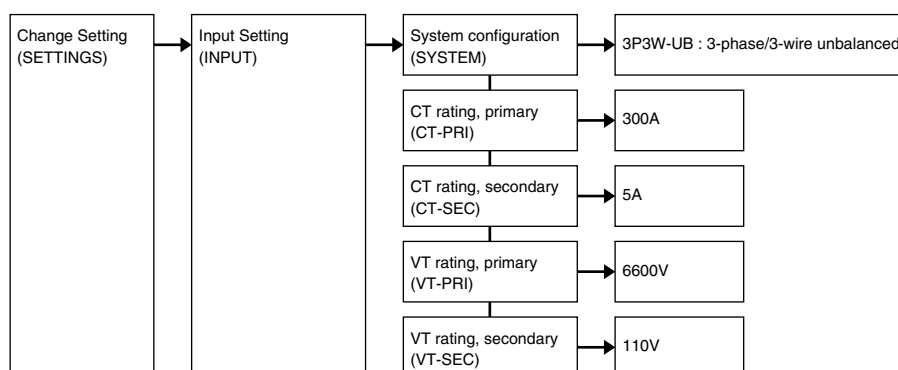 Change Setting
(SETTINGS)
Input Setting
(INPUT)
System configuration
(SYSTEM)
3P3W-UB : 3-phase/3-wire unbalanced
CT rating, primary
(CT-PRI)
300A
CT rating, secondary
(CT-SEC)
5A
VT rating, primary
(VT-PRI)
6600V
VT rating, secondary
(VT-SEC)
110V